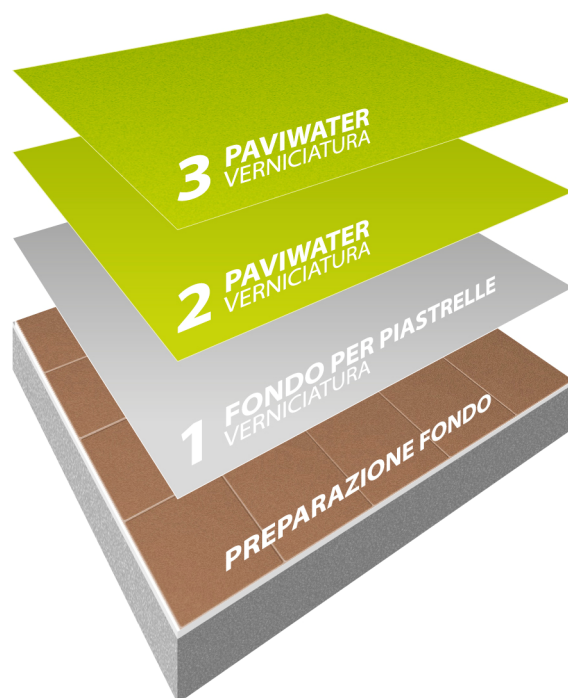 3 PAVIWATER
VERNICIATURA
2 PAVIWATER
VERNICIATURA
1 FONDO PER PIASTRELLE
VERNICIATURA
PREPARAZIONE FONDO